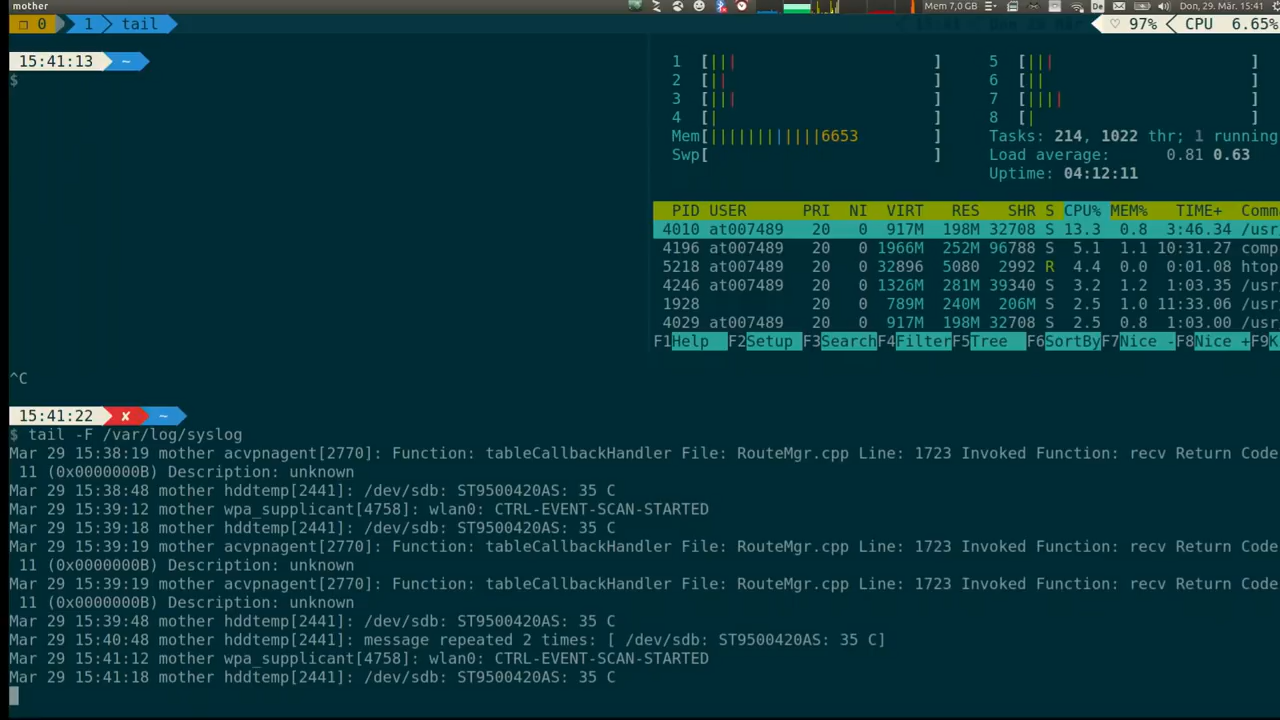 mother
De
Mem 7,0 GB
Don, 29. Mär. 15:41
❐ 0 1 tail
♥ 97% CPU 6.65%
15:41:13 ~
$
1 [||| ]
2 [|| ]
3 [||| ]
4 [| ]
Mem[||||||||||||6653 ]
Swp[ ]
5 [||| ]
6 [|| ]
7 [|||| ]
8 [| ]
Tasks: 214, 1022 thr; 1 running
Load average: 0.81 0.63
Uptime: 04:12:11
PID USER PRI NI VIRT RES SHR S CPU% MEM% TIME+ Comm
4010 at007489 20 0 917M 198M 32708 S 13.3 0.8 3:46.34 /usr
4196 at007489 20 0 1966M 252M 96788 S 5.1 1.1 10:31.27 comp
5218 at007489 20 0 32896 5080 2992 R 4.4 0.0 0:01.08 htop
4246 at007489 20 0 1326M 281M 39340 S 3.2 1.2 1:03.35 /usr
1928 20 0 789M 240M 206M S 2.5 1.0 11:33.06 /usr
4029 at007489 20 0 917M 198M 32708 S 2.5 0.8 1:03.00 /usr
F1Help F2Setup F3Search F4Filter F5Tree F6SortBy F7Nice - F8Nice + F9K
^C
15:41:22 ✘ ~
$ tail -F /var/log/syslog
Mar 29 15:38:19 mother acvpnagent[2770]: Function: tableCallbackHandler File: RouteMgr.cpp Line: 1723 Invoked Function: recv Return Code
11 (0x0000000B) Description: unknown
Mar 29 15:38:48 mother hddtemp[2441]: /dev/sdb: ST9500420AS: 35 C
Mar 29 15:39:12 mother wpa_supplicant[4758]: wlan0: CTRL-EVENT-SCAN-STARTED
Mar 29 15:39:18 mother hddtemp[2441]: /dev/sdb: ST9500420AS: 35 C
Mar 29 15:39:19 mother acvpnagent[2770]: Function: tableCallbackHandler File: RouteMgr.cpp Line: 1723 Invoked Function: recv Return Code
11 (0x0000000B) Description: unknown
Mar 29 15:39:19 mother acvpnagent[2770]: Function: tableCallbackHandler File: RouteMgr.cpp Line: 1723 Invoked Function: recv Return Code
11 (0x0000000B) Description: unknown
Mar 29 15:39:48 mother hddtemp[2441]: /dev/sdb: ST9500420AS: 35 C
Mar 29 15:40:48 mother hddtemp[2441]: message repeated 2 times: [ /dev/sdb: ST9500420AS: 35 C]
Mar 29 15:41:12 mother wpa_supplicant[4758]: wlan0: CTRL-EVENT-SCAN-STARTED
Mar 29 15:41:18 mother hddtemp[2441]: /dev/sdb: ST9500420AS: 35 C